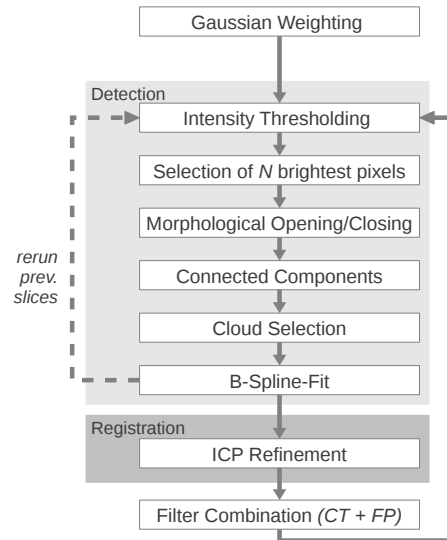 Gaussian Weighting
Detection
Intensity Thresholding
Selection of N brightest pixels
Morphological Opening/Closing
Connected Components
Cloud Selection
B-Spline-Fit
rerun
prev.
slices
Registration
ICP Refinement
Filter Combination (CT + FP)